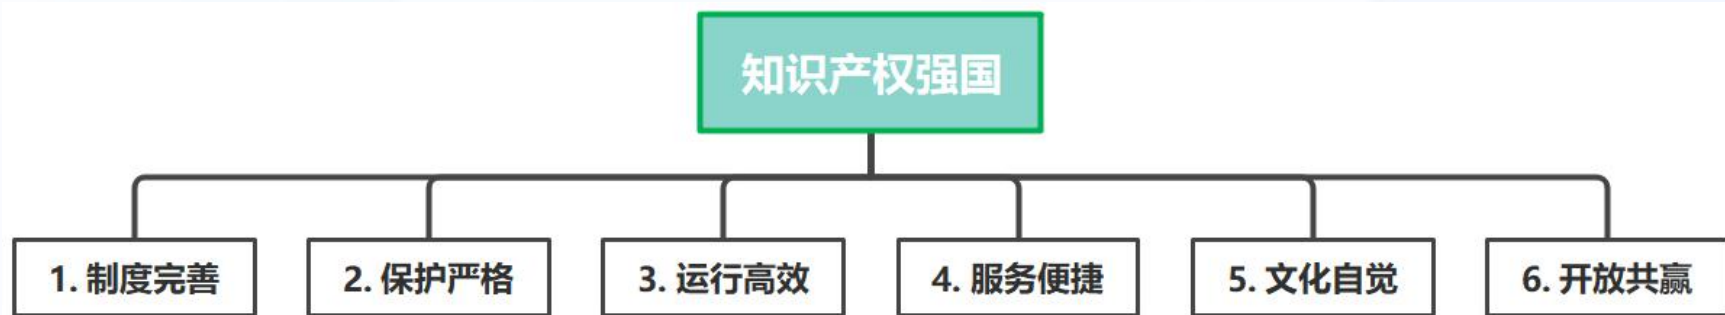 知识产权强国
1. 制度完善
2. 保护严格
3. 运行高效
4. 服务便捷
5. 文化自觉
6. 开放共赢